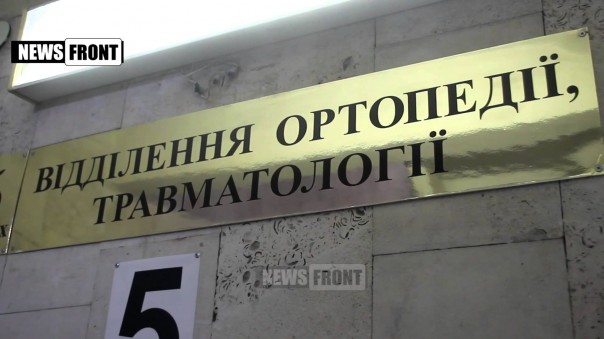 NEWS FRONT
ВІДДІЛЕННЯ ОРТОПЕДІЇ,
ТРАВМАТОЛОГІЇ
5
NEWS FRONT